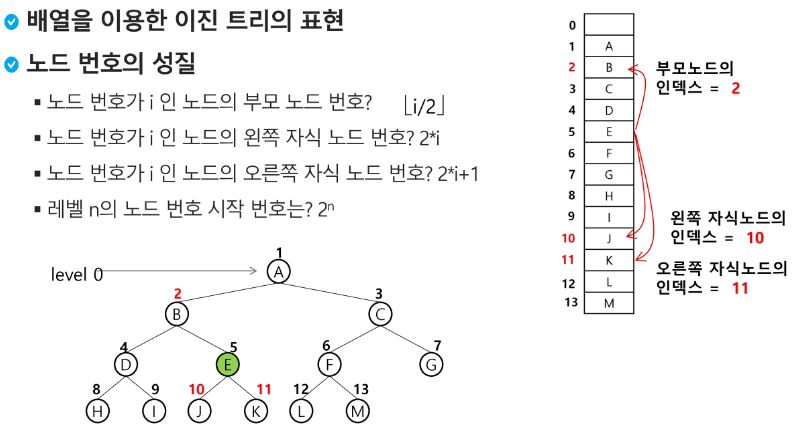 배열을 이용한 이진 트리의 표현
노드 번호의 성질
▪ 노드 번호가 i 인 노드의 부모 노드 번호? ⌊i/2⌋
▪ 노드 번호가 i 인 노드의 왼쪽 자식 노드 번호? 2*i
▪ 노드 번호가 i 인 노드의 오른쪽 자식 노드 번호? 2*i+1
▪ 레벨 n의 노드 번호 시작 번호는? 2ⁿ
level 0
1
A
2 3
B C
4 5 6 7
D E F G
8 9 10 11 12 13
H I J K L M
0
1 A
2 B
3 C
4 D
5 E
6 F
7 G
8 H
9 I
10 J
11 K
12 L
13 M
부모노드의
인덱스 = 2
왼쪽 자식노드의
인덱스 = 10
오른쪽 자식노드의
인덱스 = 11